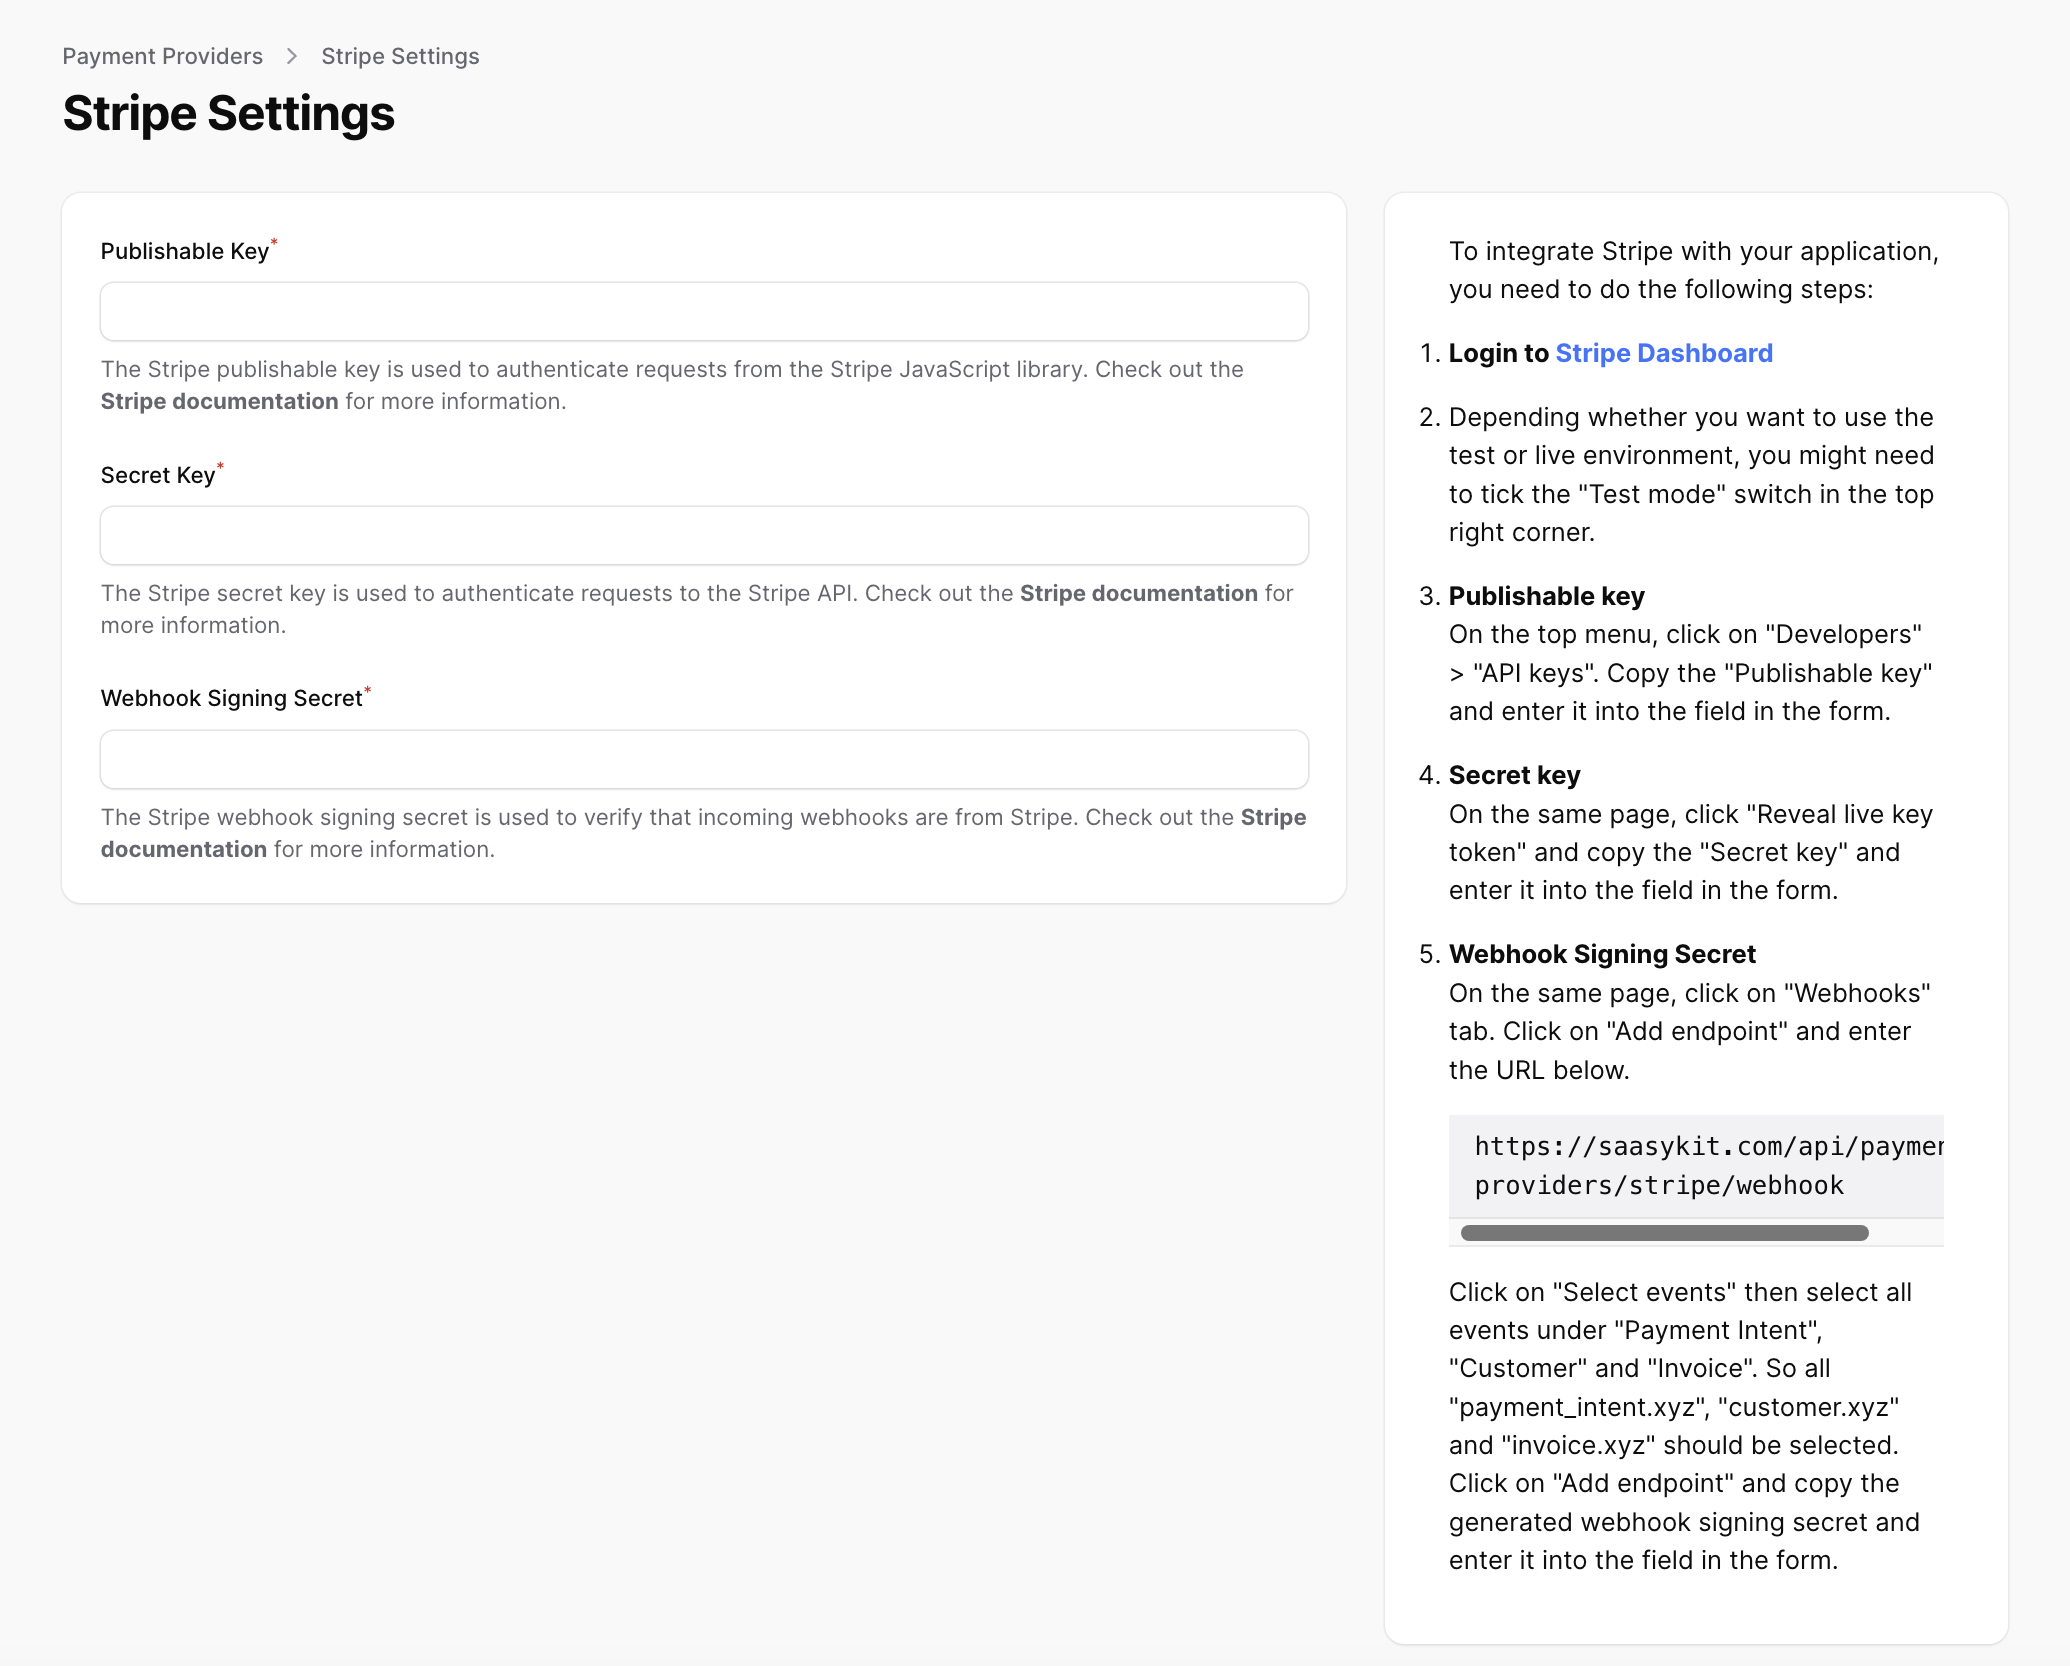 Payment Providers > Stripe Settings
Stripe Settings
Publishable Key*
The Stripe publishable key is used to authenticate requests from the Stripe JavaScript library. Check out the
Stripe documentation for more information.
Secret Key*
The Stripe secret key is used to authenticate requests to the Stripe API. Check out the Stripe documentation for
more information.
Webhook Signing Secret*
The Stripe webhook signing secret is used to verify that incoming webhooks are from Stripe. Check out the Stripe
documentation for more information.
To integrate Stripe with your application,
you need to do the following steps:
1. Login to Stripe Dashboard
2. Depending whether you want to use the
test or live environment, you might need
to tick the "Test mode" switch in the top
right corner.
3. Publishable key
On the top menu, click on "Developers"
> "API keys". Copy the "Publishable key"
and enter it into the field in the form.
4. Secret key
On the same page, click "Reveal live key
token" and copy the "Secret key" and
enter it into the field in the form.
5. Webhook Signing Secret
On the same page, click on "Webhooks"
tab. Click on "Add endpoint" and enter
the URL below.
https://saasykit.com/api/paymen
providers/stripe/webhook
Click on "Select events" then select all
events under "Payment Intent",
"Customer" and "Invoice". So all
"payment_intent.xyz", "customer.xyz"
and "invoice.xyz" should be selected.
Click on "Add endpoint" and copy the
generated webhook signing secret and
enter it into the field in the form.